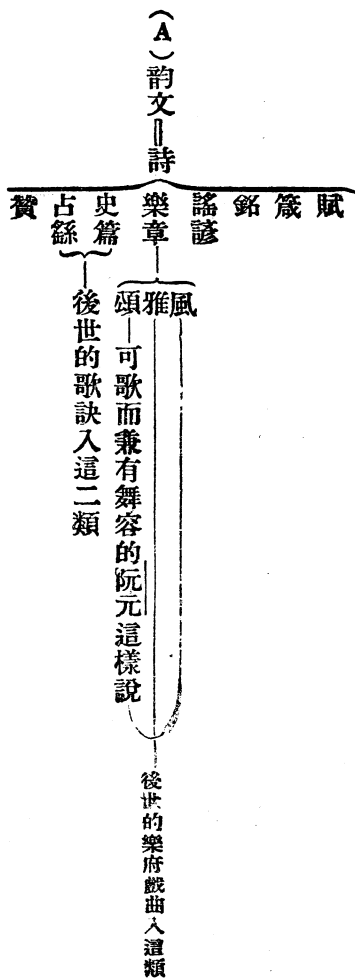 （A）韵文＝詩
賦
箴
銘
謠諺
樂章
史篇
占繇
贊
風
雅
頌
可歌而兼有舞容的阮元這樣說
後世的樂府戲曲入這類
後世的歌訣入這二類